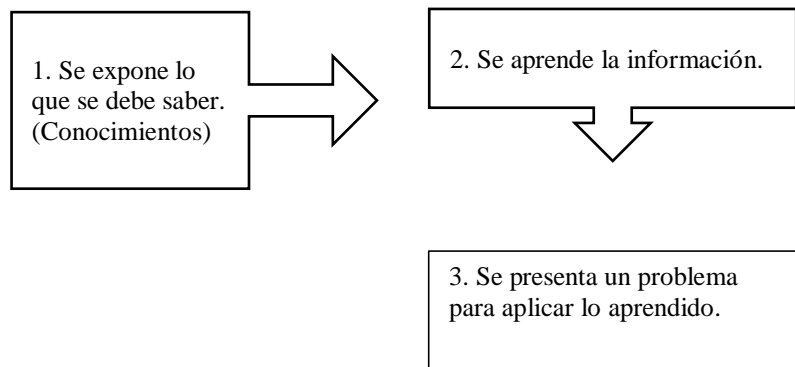 1. Se expone lo
que se debe saber.
(Conocimientos)
2. Se aprende la información.
3. Se presenta un problema
para aplicar lo aprendido.